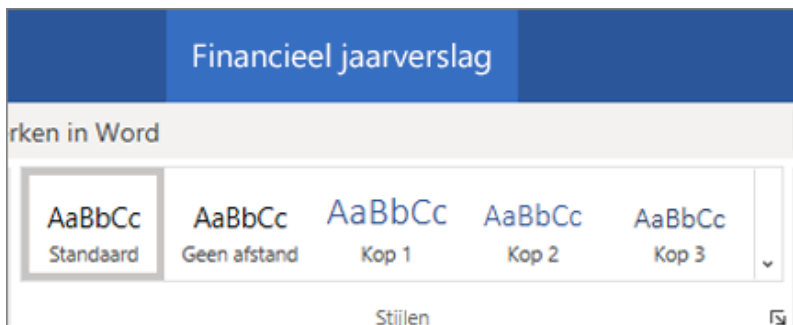 Financieel jaarverslag
rken in Word
AaBbCc AaBbCc AaBbCc AaBbCc AaBbCc
Standaard Geen afstand Kop 1 Kop 2 Kop 3
Stijlen